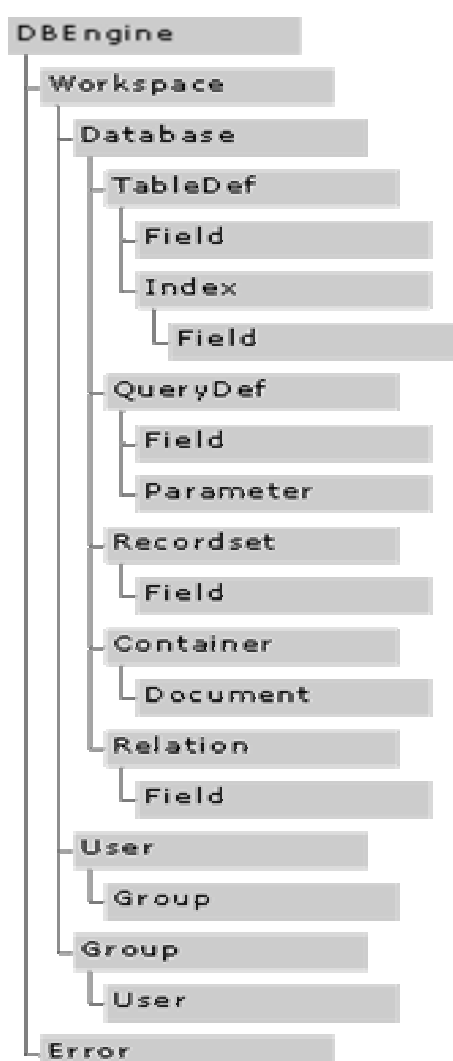 DBEngine
Workspace
Database
TableDef
Field
Index
Field
QueryDef
Field
Parameter
Recordset
Field
Container
Document
Relation
Field
User
Group
Group
User
Error